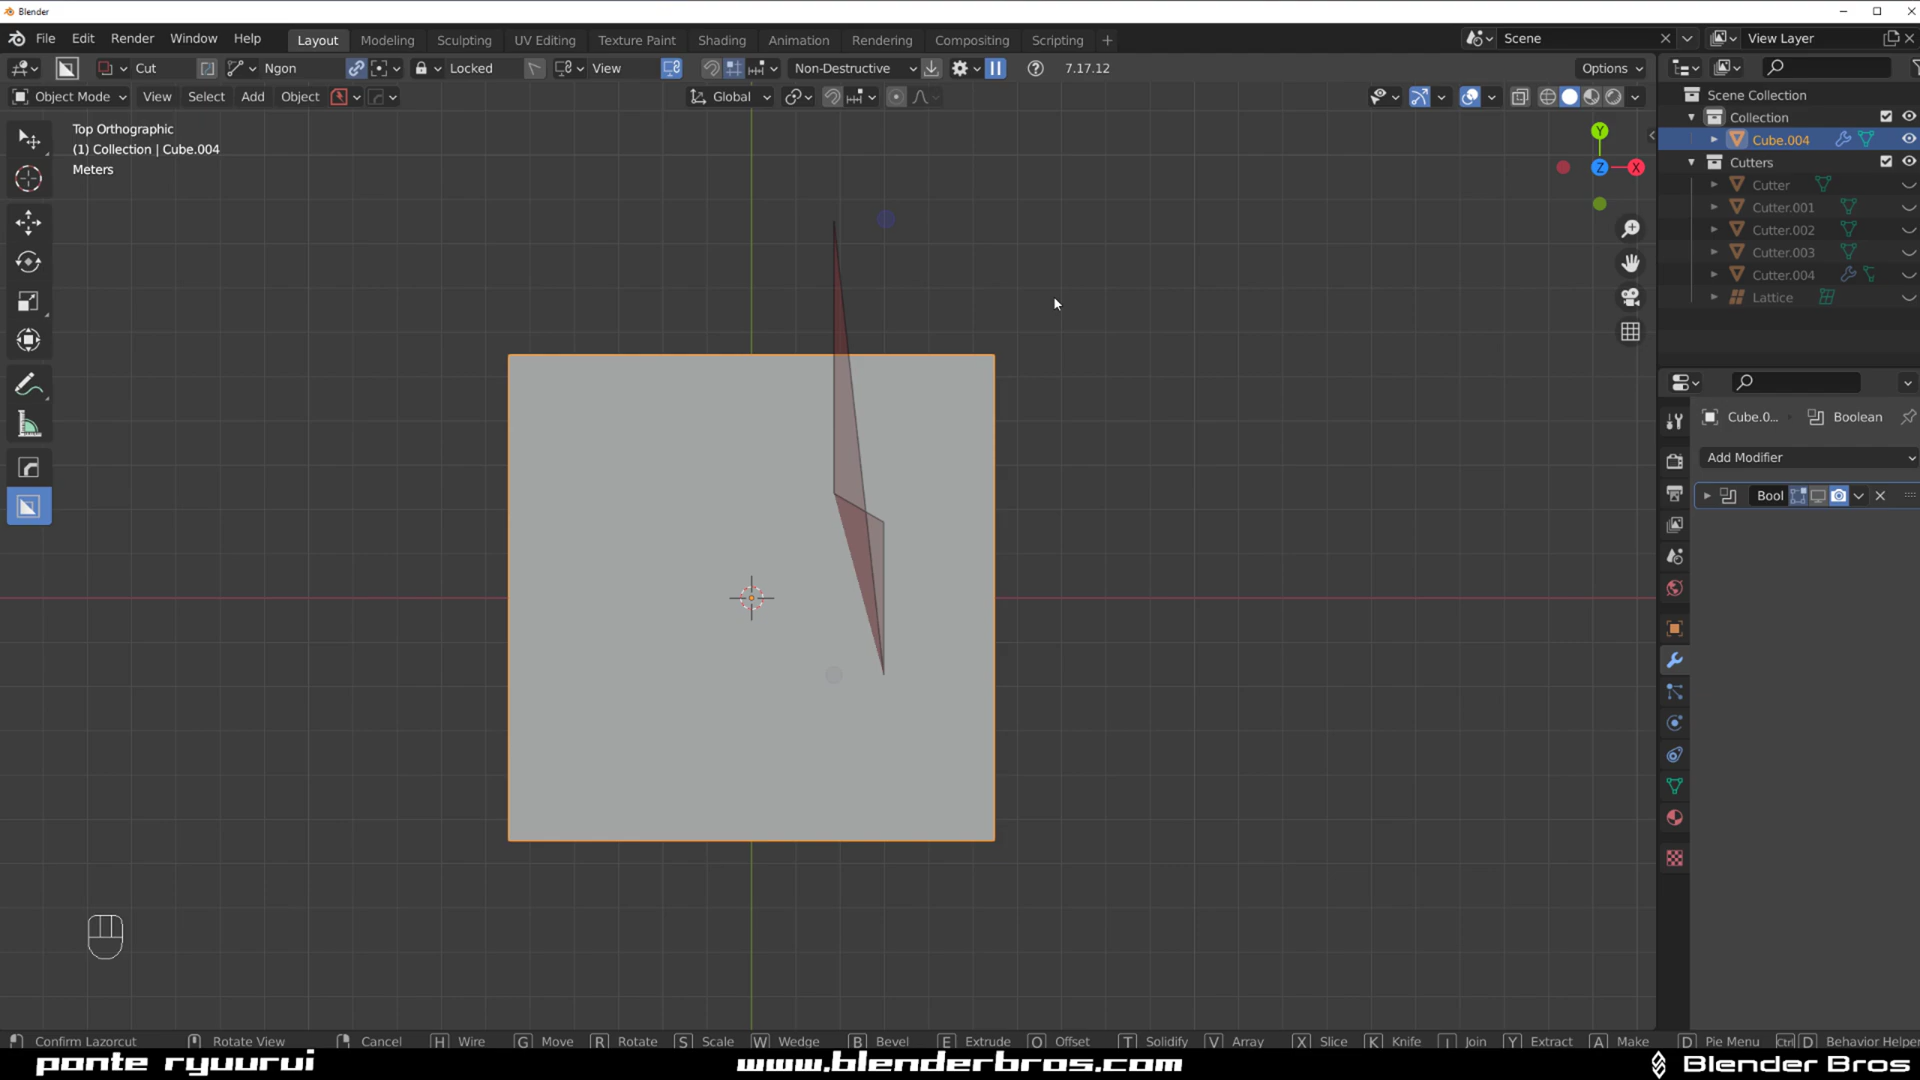 Blender
File Edit Render Window Help Layout Modeling Sculpting UV Editing Texture Paint Shading Animation Rendering Compositing Scripting + Scene View Layer
Cut Ngon Locked View Non-Destructive 7.17.12 Options
Object Mode View Select Add Object Global
Top Orthographic
(1) Collection | Cube.004
Meters
Y
X
Z
Scene Collection
Collection
Cube.004
Cutters
Cutter
Cutter.001
Cutter.002
Cutter.003
Cutter.004
Lattice
Cube.0... Boolean
Add Modifier
Bool
Confirm Lazorcut Rotate View Cancel H Wire G Move R Rotate S Scale W Wedge B Bevel E Extrude O Offset T Solidify V Array X Slice K Knife I Join Y Extract A Make D Pie Menu Ctrl D Behavior Helper
ponte ryuurui www.blenderbros.com Blender Bros